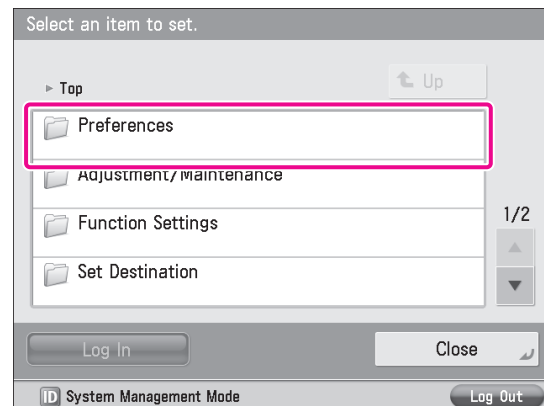 Select an item to set.
Top
Up
Preferences
Adjustment/Maintenance
Function Settings
1/2
Set Destination
Log In
Close
ID System Management Mode
Log Out